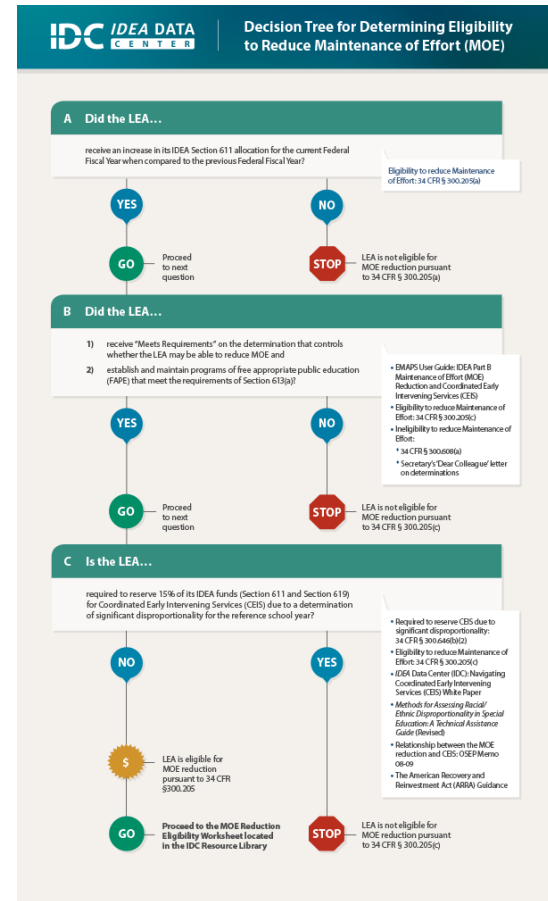 IDC IDEA DATA
CENTER
Decision Tree for Determining Eligibility
to Reduce Maintenance of Effort (MOE)
A Did the LEA...
receive an increase in its IDEA Section 611 allocation for the current Federal
Fiscal Year when compared to the previous Federal Fiscal Year?
Eligibility to reduce Maintenance
of Effort: 34 CFR § 300.205(a)
YES
NO
GO
Proceed
to next
question
STOP
LEA is not eligible for
MOE reduction pursuant
to 34 CFR § 300.205(a)
B Did the LEA...
1) receive "Meets Requirements" on the determination that controls
whether the LEA may be able to reduce MOE and
2) establish and maintain programs of free appropriate public education
(FAPE) that meet the requirements of Section 613(a)?
• EMAPS User Guide: IDEA Part B
Maintenance of Effort (MOE)
Reduction and Coordinated Early
Intervening Services (CEIS)
• Eligibility to reduce Maintenance of
Effort: 34 CFR § 300.205(c)
• Ineligibility to reduce Maintenance of
Effort:
• 34 CFR § 300.608(a)
• Secretary's 'Dear Colleague' letter
on determinations
YES
NO
GO
Proceed
to next
question
STOP
LEA is not eligible for
MOE reduction pursuant
to 34 CFR § 300.205(c)
C Is the LEA...
required to reserve 15% of its IDEA funds (Section 611 and Section 619)
for Coordinated Early Intervening Services (CEIS) due to a determination
of significant disproportionality for the reference school year?
• Required to reserve CEIS due to
significant disproportionality:
34 CFR § 300.646(b)(2)
• Eligibility to reduce Maintenance of
Effort: 34 CFR § 300.205(c)
• IDEA Data Center (IDC): Navigating
Coordinated Early Intervening
Services (CEIS) White Paper
• Methods for Assessing Racial/
Ethnic Disproportionality in Special
Education: A Technical Assistance
Guide (Revised)
• Relationship between the MOE
reduction and CEIS: OSEP Memo
08-09
• The American Recovery and
Reinvestment Act (ARRA) Guidance
NO
YES
$
LEA is eligible for
MOE reduction
pursuant to 34 CFR
§300.205
GO
Proceed to the MOE Reduction
Eligibility Worksheet located
in the IDC Resource Library
STOP
LEA is not eligible for
MOE reduction pursuant
to 34 CFR § 300.205(c)